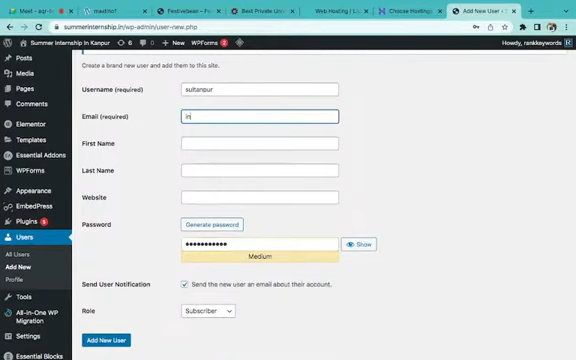 Meet – azr-
Festivebean – Fo
Best Private Uni
Web Hosting | L
Choose Hosting
Add New User
summerinternship.in/wp-admin/user-new.php
Summer Internship In Kanpur 6 0 + New WPForms 2
Howdy, rankkeywords
Posts
Media
Pages
Comments
Elementor
Templates
Essential Addons
WPForms
Appearance
EmbedPress
Plugins
Users
All Users
Add New
Profile
Tools
All-in-One WP
Migration
Settings
Essential Blocks
Create a brand new user and add them to this site.
Username (required) sultanpur
Email (required) in
First Name
Last Name
Website
Password Generate password
●●●●●●●●●●● Show
Medium
Send User Notification Send the new user an email about their account.
Role Subscriber
Add New User